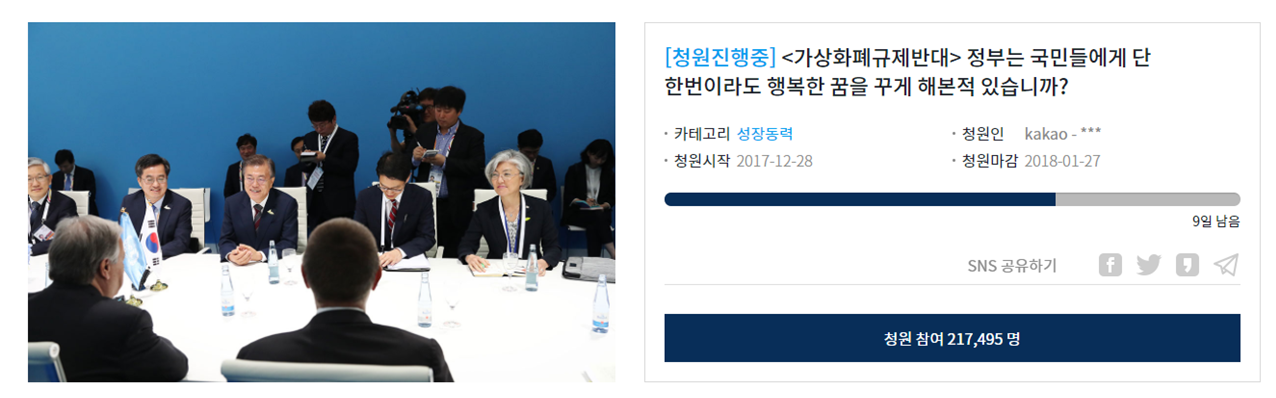 [청원진행중] <가상화폐규제반대> 정부는 국민들에게 단
한번이라도 행복한 꿈을 꾸게 해본적 있습니까?
· 카테고리 성장동력
· 청원인 kakao - ***
· 청원시작 2017-12-28
· 청원마감 2018-01-27
9일 남음
SNS 공유하기
청원 참여 217,495 명